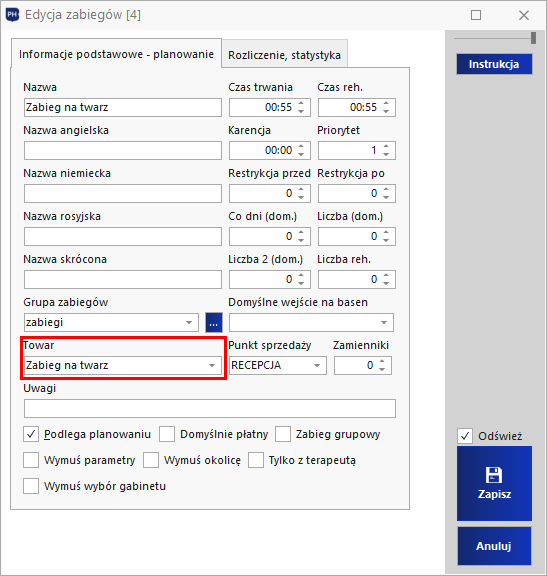 PH Edycja zabiegów [4]
Informacje podstawowe - planowanie Rozliczenie, statystyka
Instrukcja
Nazwa Czas trwania Czas reh.
Zabieg na twarz 00:55 00:55
Nazwa angielska Karencja Priorytet
00:00 1
Nazwa niemiecka Restrykcja przed Restrykcja po
0 0
Nazwa rosyjska Co dni (dom.) Liczba (dom.)
0 0
Nazwa skrócona Liczba 2 (dom.) Liczba reh.
0 0
Grupa zabiegów Domyślne wejście na basen
zabiegi ...
Towar Punkt sprzedaży Zamienniki
Zabieg na twarz RECEPCJA 0
Uwagi
Podlega planowaniu Domyślnie płatny Zabieg grupowy
Wymuś parametry Wymuś okolicę Tylko z terapeutą
Wymuś wybór gabinetu
Odśwież
Zapisz
Anuluj